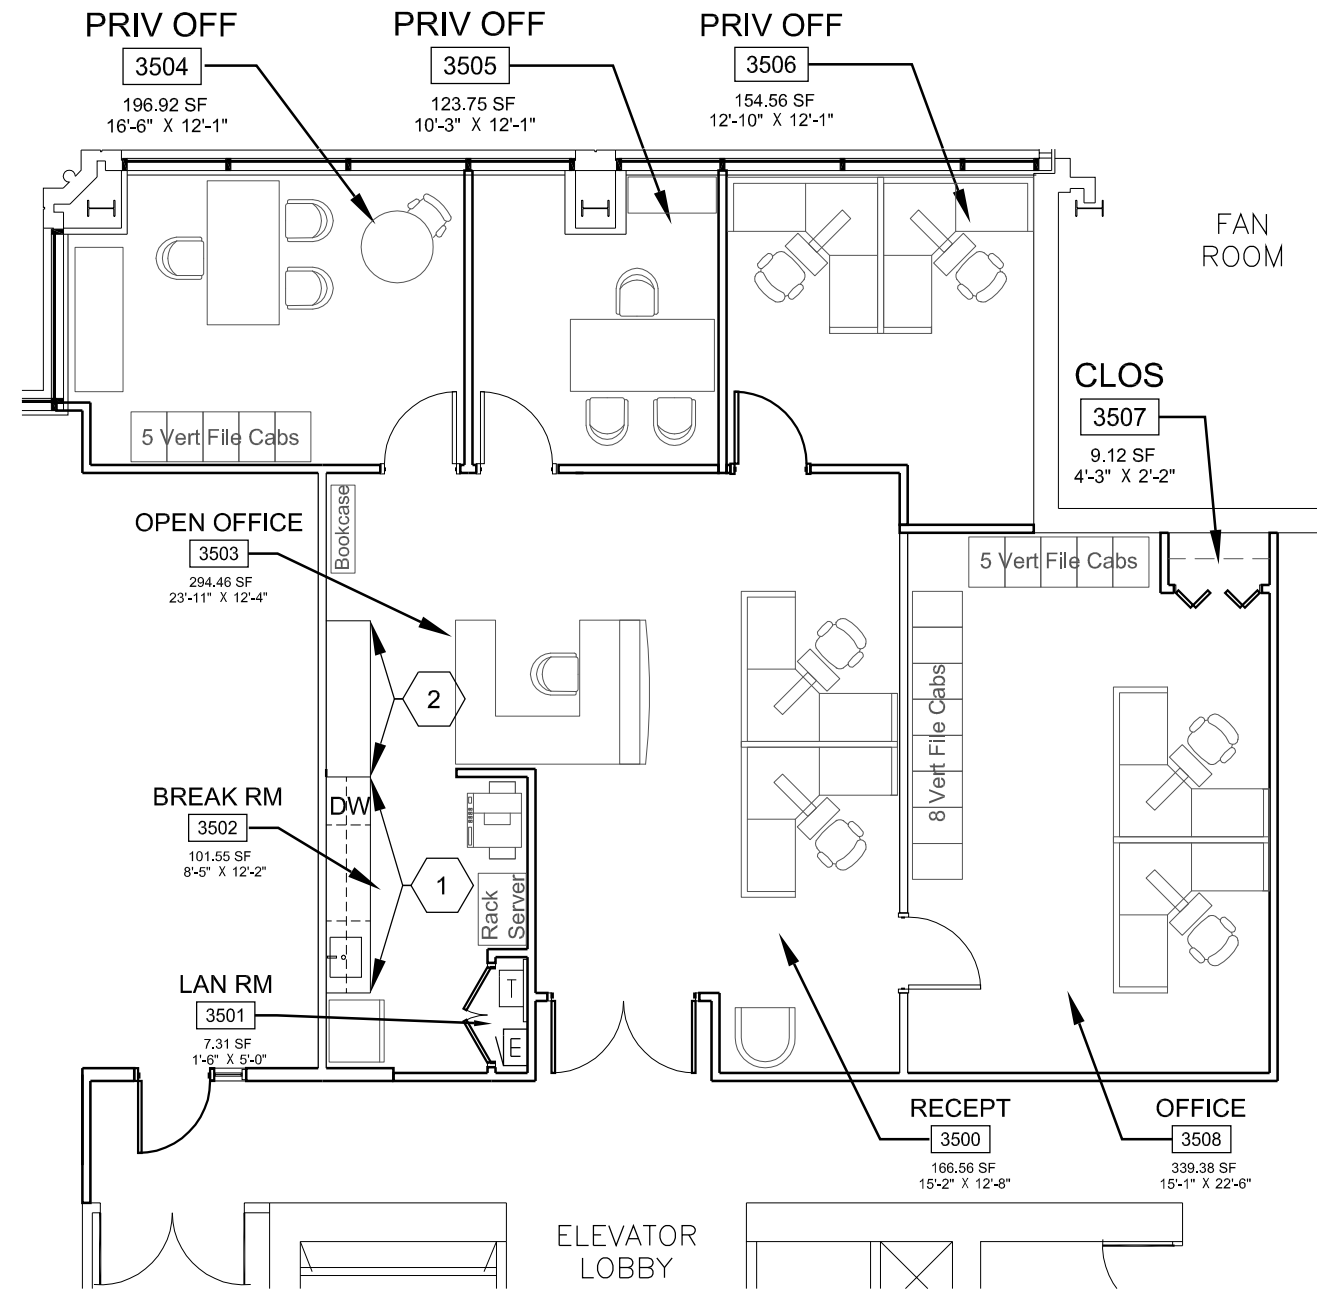 PRIV OFF
3504
196.92 SF
16'-6" X 12'-1"
PRIV OFF
3505
123.75 SF
10'-3" X 12'-1"
PRIV OFF
3506
154.56 SF
12'-10" X 12'-1"
FAN
ROOM
CLOS
3507
9.12 SF
4'-3" X 2'-2"
5 Vert File Cabs
OPEN OFFICE
3503
294.46 SF
23'-11" X 12'-4"
Bookcase
5 Vert File Cabs
8 Vert File Cabs
2
BREAK RM
3502
101.55 SF
8'-5" X 12'-2"
DW
1
Rack
Server
LAN RM
3501
7.31 SF
1'-6" X 5'-0"
T
E
RECEPT
3500
166.56 SF
15'-2" X 12'-8"
OFFICE
3508
339.38 SF
15'-1" X 22'-6"
ELEVATOR
LOBBY